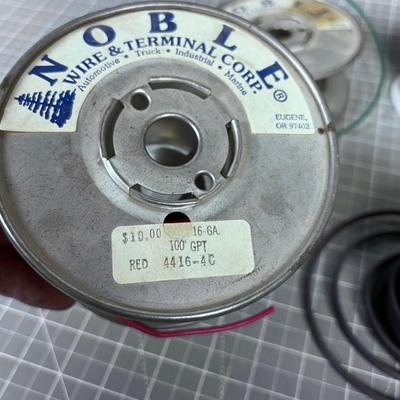 NOBLE®
WIRE & TERMINAL CORP.
Automotive • Truck • Industrial • Marine
EUGENE,
OR 97402
$10.00 16-GA.
100' GPT
RED 4416-4C